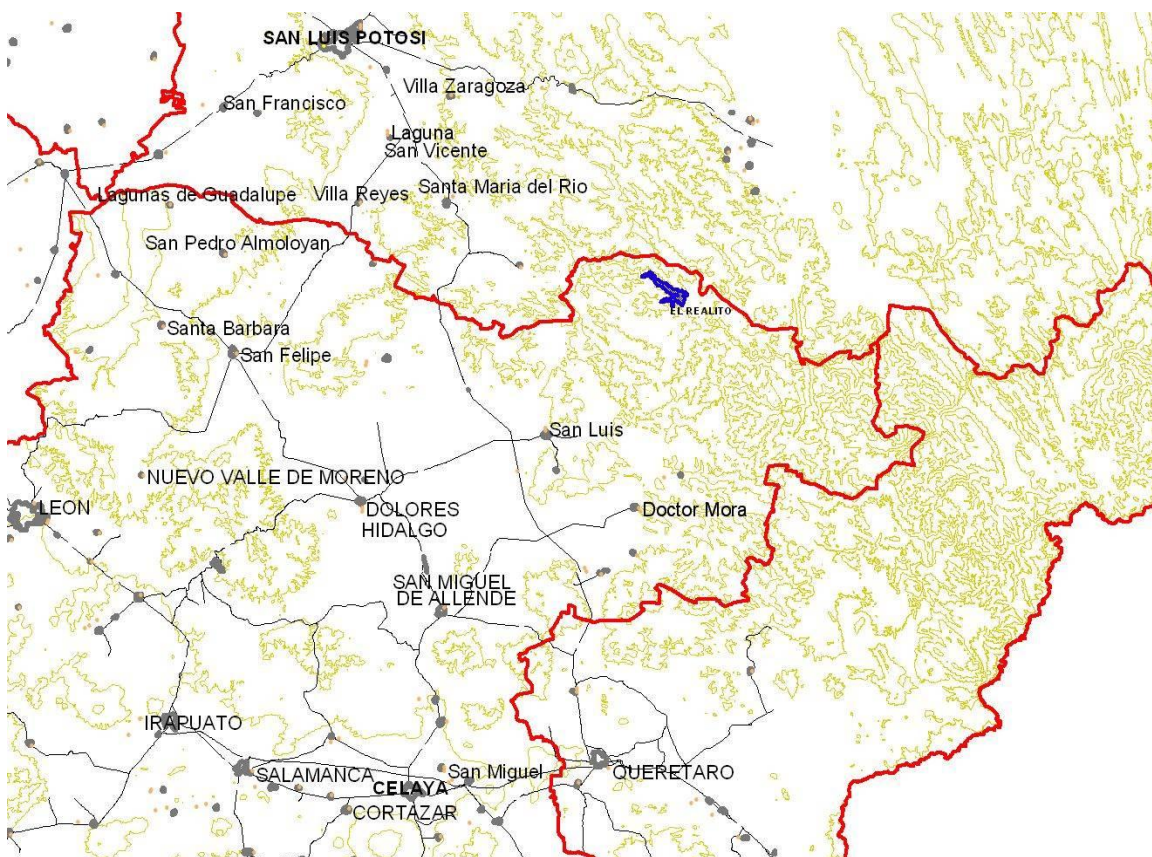 SAN LUIS POTOSI
Villa Zaragoza
San Francisco
Laguna
San Vicente
Lagunas de Guadalupe
Villa Reyes
Santa Maria del Rio
San Pedro Almoloyan
EL REALITO
Santa Barbara
San Felipe
San Luis
NUEVO VALLE DE MORENO
LEON
DOLORES
HIDALGO
Doctor Mora
SAN MIGUEL
DE ALLENDE
IRAPUATO
SALAMANCA
San Miguel
QUERETARO
CELAYA
CORTAZAR